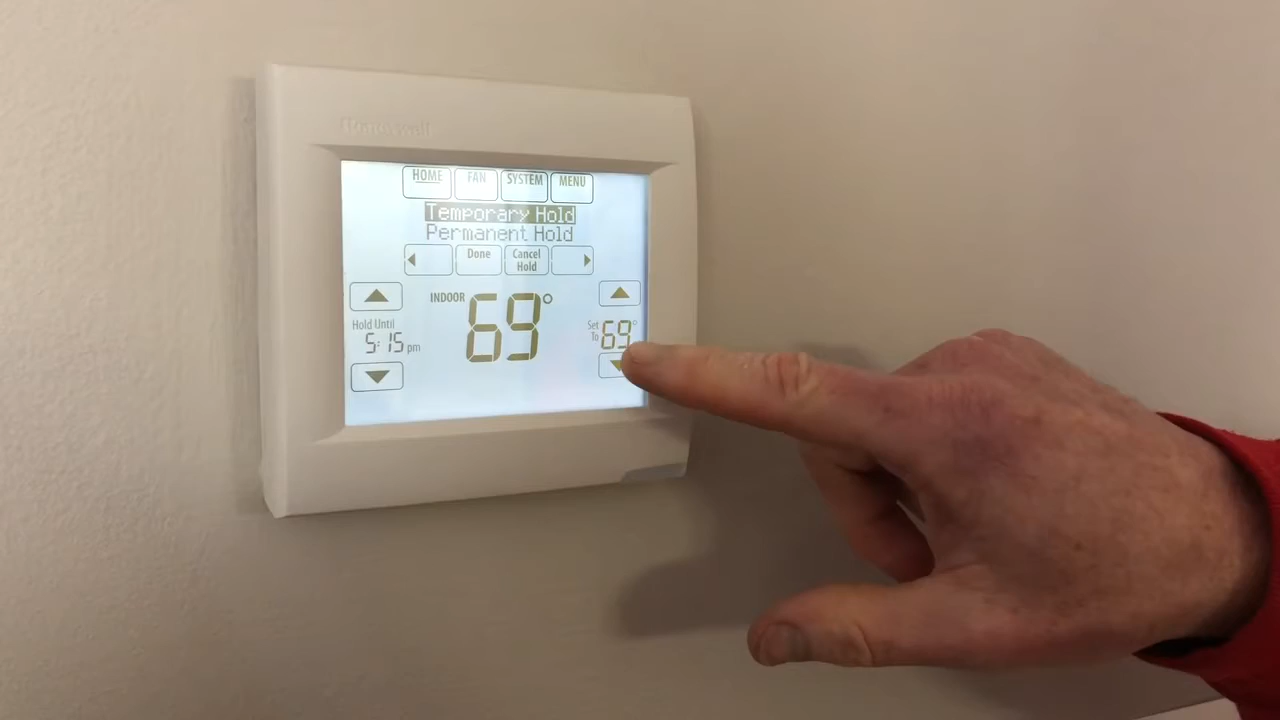 Honeywell
HOME FAN SYSTEM MENU
Temporary Hold
Permanent Hold
Done Cancel Hold
Hold Until
5:15 pm
INDOOR 69°
Set To 69°